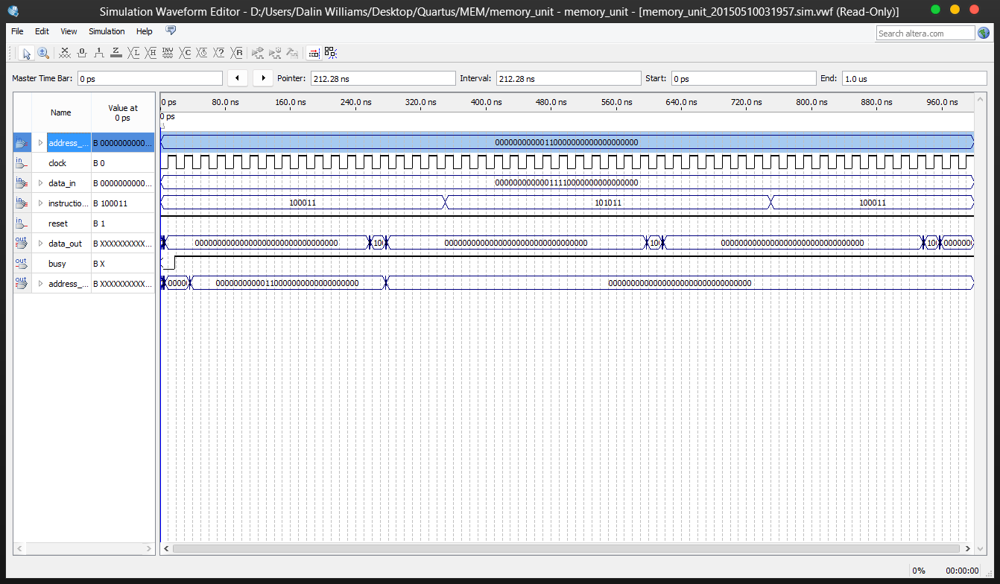 Simulation Waveform Editor - D:/Users/Dalin Williams/Desktop/Quartus/MEM/memory_unit - memory_unit - [memory_unit_20150510031957.sim.vwf (Read-Only)]
File Edit View Simulation Help
Search altera.com
Master Time Bar: 0 ps Pointer: 212.28 ns Interval: 212.28 ns Start: 0 ps End: 1.0 us
Name Value at 0 ps
0 ps 80.0 ns 160.0 ns 240.0 ns 320.0 ns 400.0 ns 480.0 ns 560.0 ns 640.0 ns 720.0 ns 800.0 ns 880.0 ns 960.0 ns
0 ps
address_... B 0000000000... 00000000000110000000000000000000
in clock B 0
data_in B 0000000000... 00000000000011110000000000000000
instructio... B 100011 100011 101011 100011
in reset B 1
out data_out B XXXXXXXXXX... 00000000000000000000000000000000 10 00000000000000000000000000000000 10 00000000000000000000000000000000 10 000000
out busy B X
out address_... B XXXXXXXXXX... 0000 00000000000110000000000000000000 00000000000000000000000000000000
0% 00:00:00